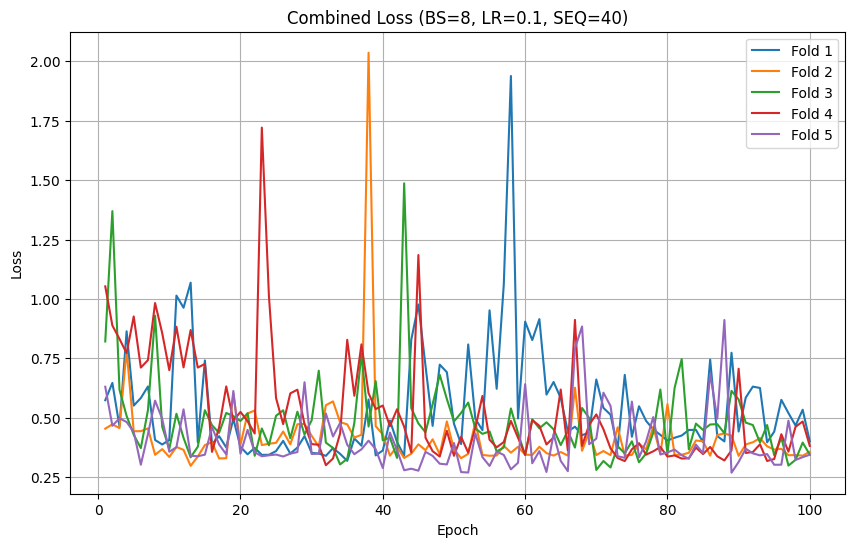 Combined Loss (BS=8, LR=0.1, SEQ=40)
Fold 1
Fold 2
Fold 3
Fold 4
Fold 5
Loss
2.00
1.75
1.50
1.25
1.00
0.75
0.50
0.25
0 20 40 60 80 100
Epoch